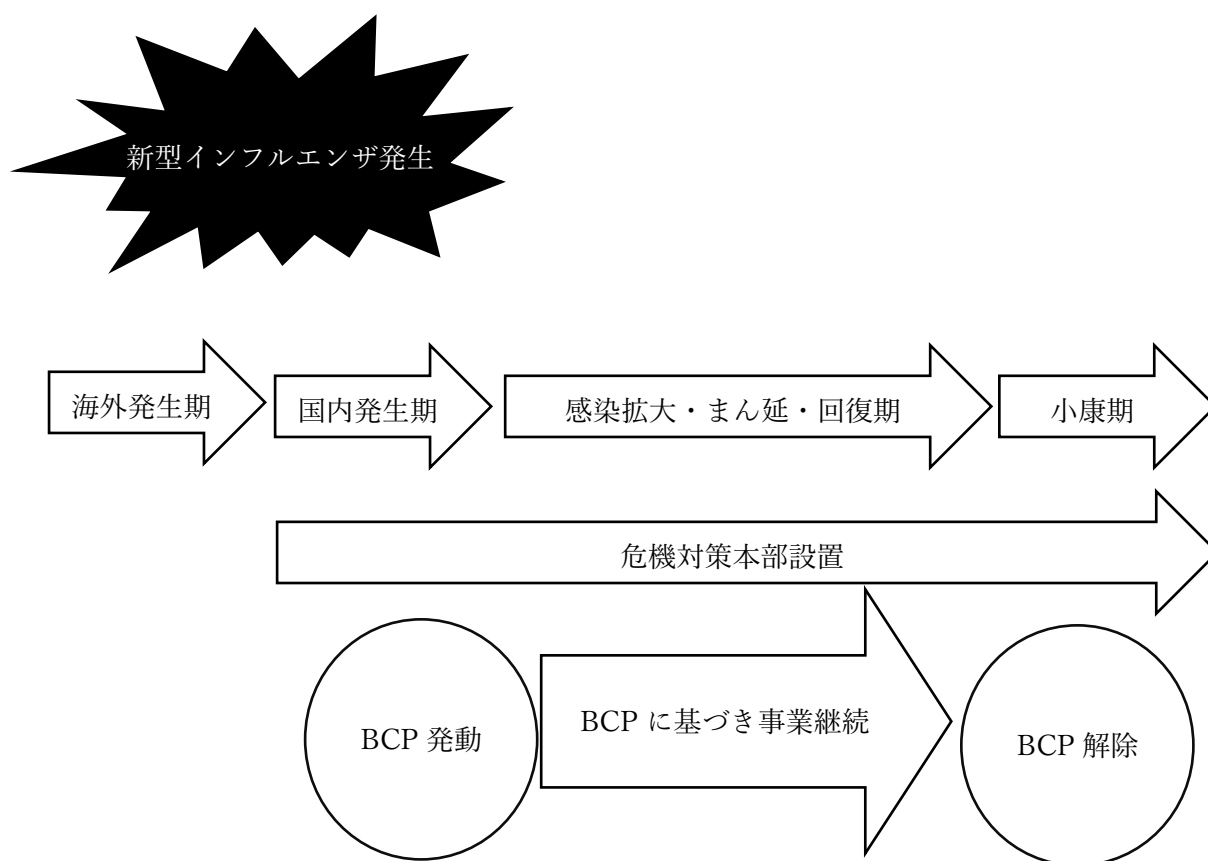 新型インフルエンザ発生
海外発生期
国内発生期
感染拡大・まん延・回復期
小康期
危機対策本部設置
BCP 発動
BCP に基づき事業継続
BCP 解除